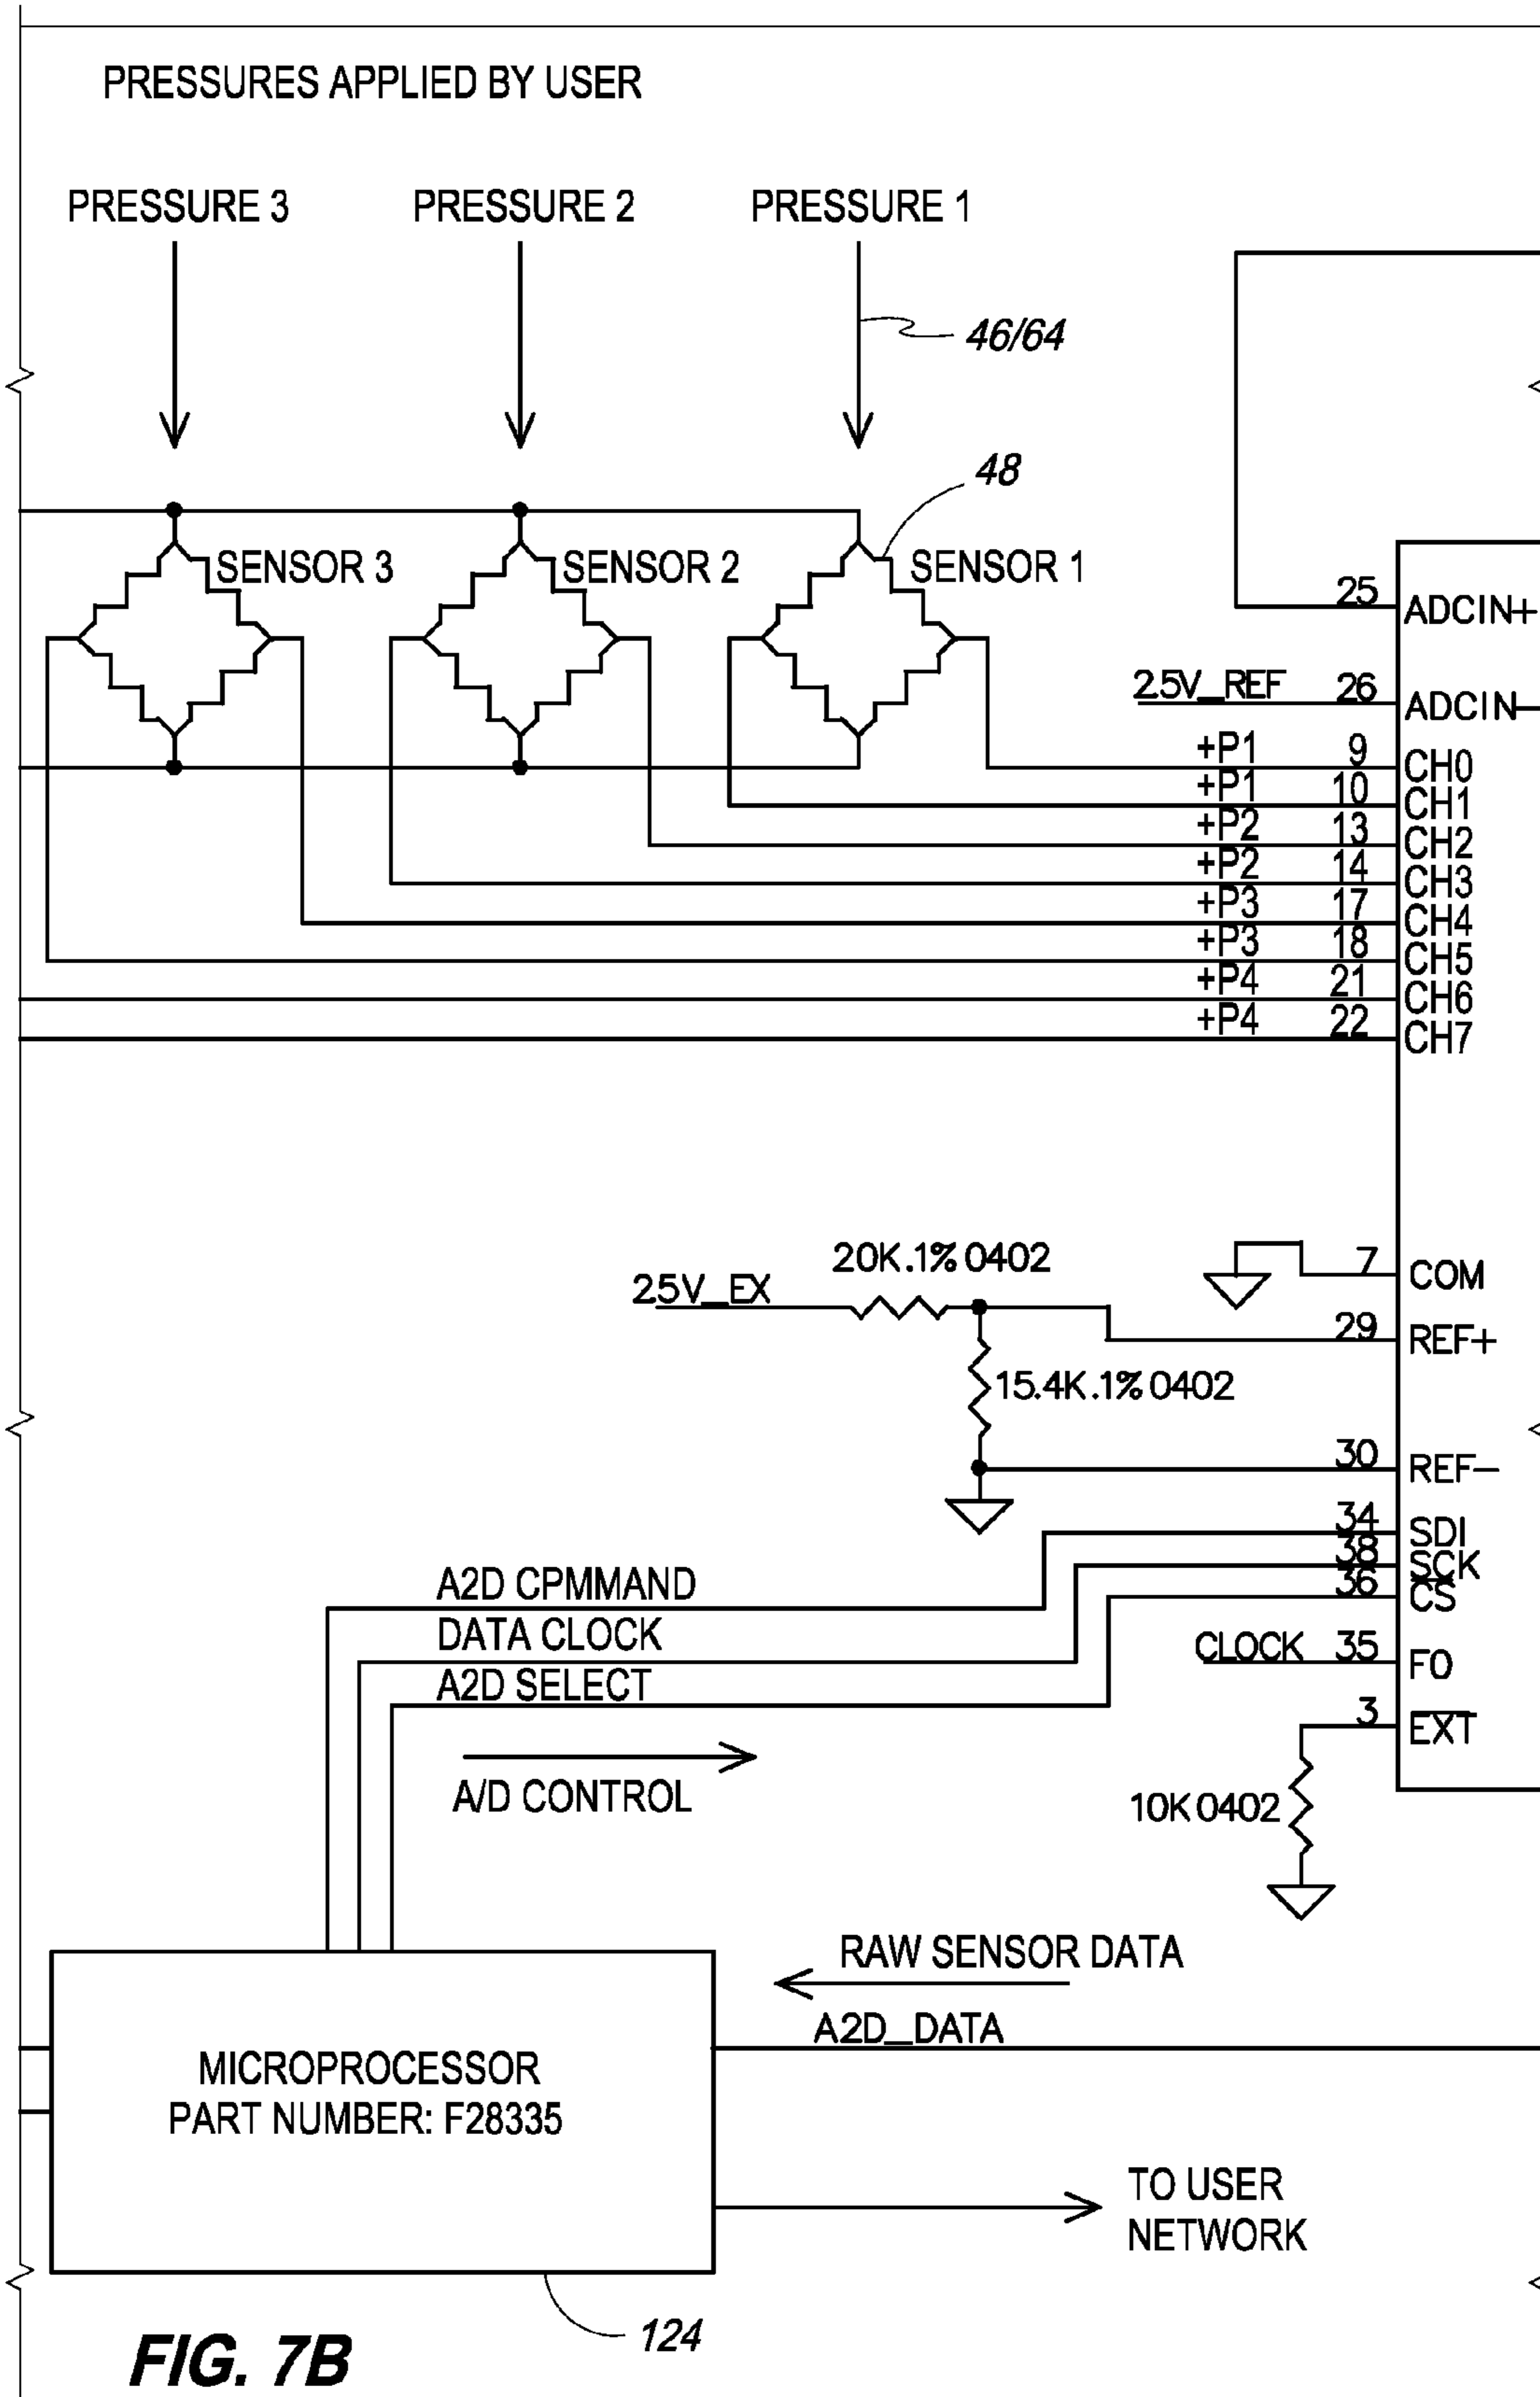 PRESSURES APPLIED BY USER
PRESSURE 3
PRESSURE 2
PRESSURE 1
46/64
48
SENSOR 3
SENSOR 2
SENSOR 1
25
ADCIN+
2.5V_REF
26
ADCIN-
+P1
9
CH0
+P1
10
CH1
+P2
13
CH2
+P2
14
CH3
+P3
17
CH4
+P3
18
CH5
+P4
21
CH6
+P4
22
CH7
20K.1% 0402
7
COM
2.5V_EX
29
REF+
15.4K.1% 0402
30
REF-
34
SDI
38
SCK
36
CS
A2D CPMMAND
DATA CLOCK
CLOCK
35
FO
A2D SELECT
3
EXT
A/D CONTROL
10K 0402
RAW SENSOR DATA
A2D_DATA
MICROPROCESSOR
PART NUMBER: F28335
TO USER
NETWORK
124
FIG. 7B